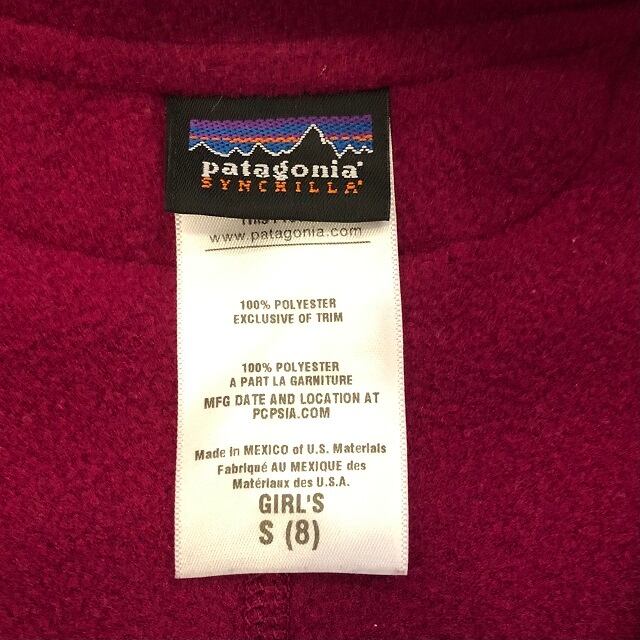 patagonia
SYNCHILLA
www.patagonia.com
100% POLYESTER
EXCLUSIVE OF TRIM
100% POLYESTER
A PART LA GARNITURE
MFG DATE AND LOCATION AT
PCPSIA.COM
Made in MEXICO of U.S. Materials
Fabriqué AU MEXIQUE des
Matériaux des U.S.A.
GIRL'S
S (8)